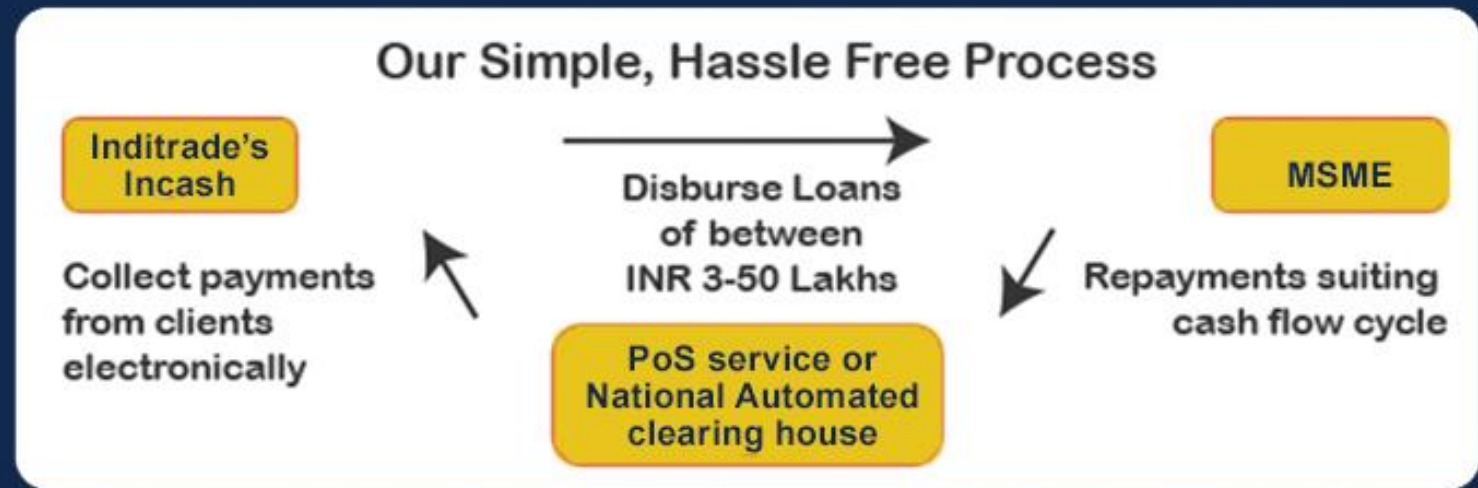 Our Simple, Hassle Free Process
Inditrade's
Incash
Disburse Loans
of between
INR 3-50 Lakhs
MSME
Collect payments
from clients
electronically
Repayments suiting
cash flow cycle
PoS service or
National Automated
clearing house